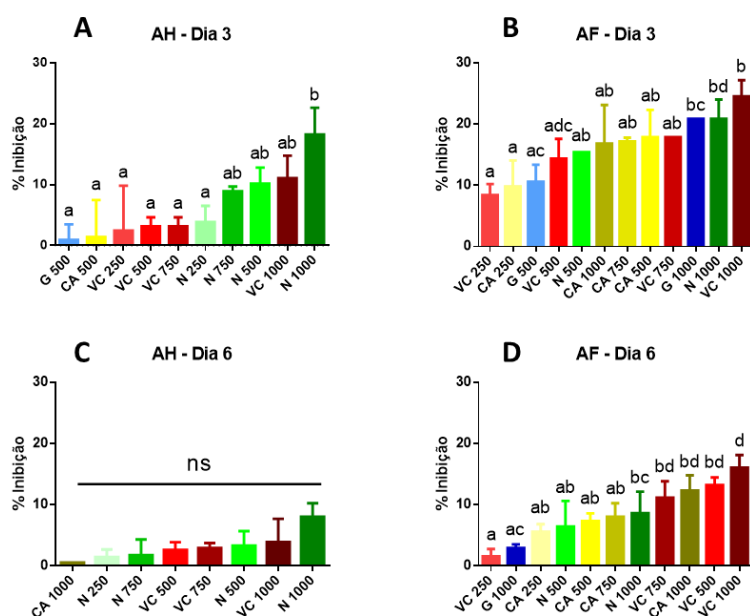 A
AH - Dia 3
% Inibição
30
20
10
0
a
a
a
a
a
a
ab
ab
ab
b
G 500
CA 500
VC 250
VC 500
VC 750
N 250
N 750
N 500
VC 1000
N 1000
B
AF - Dia 3
% Inibição
30
20
10
0
a
a
ac
adc
ab
ab
ab
ab
ab
bc
bd
b
VC 250
CA 250
G 500
VC 500
N 500
CA 1000
CA 750
CA 500
VC 750
G 1000
N 1000
VC 1000
C
AH - Dia 6
% Inibição
30
20
10
0
ns
CA 1000
N 250
N 750
VC 500
VC 750
N 500
VC 1000
N 1000
D
AF - Dia 6
% Inibição
30
20
10
0
a
ac
ab
ab
ab
ab
bc
bd
bd
bd
d
VC 250
G 1000
CA 250
N 500
CA 500
CA 750
N 1000
VC 750
CA 1000
VC 500
VC 1000